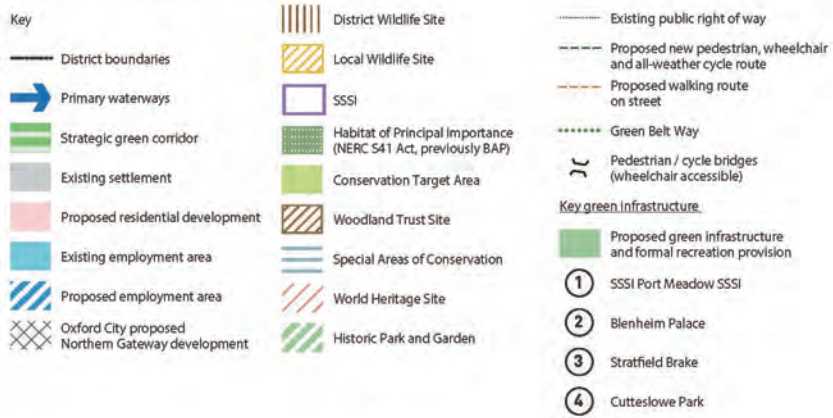 Key
District boundaries
Primary waterways
Strategic green corridor
Existing settlement
Proposed residential development
Existing employment area
Proposed employment area
Oxford City proposed
Northern Gateway development
District Wildlife Site
Local Wildlife Site
SSSI
Habitat of Principal Importance
(NERC S41 Act, previously BAP)
Conservation Target Area
Woodland Trust Site
Special Areas of Conservation
World Heritage Site
Historic Park and Garden
Existing public right of way
Proposed new pedestrian, wheelchair
and all-weather cycle route
Proposed walking route
on street
Green Belt Way
Pedestrian / cycle bridges
(wheelchair accessible)
Key green infrastructure
Proposed green infrastructure
and formal recreation provision
1 SSSI Port Meadow SSSI
2 Blenheim Palace
3 Stratfield Brake
4 Cutteslowe Park